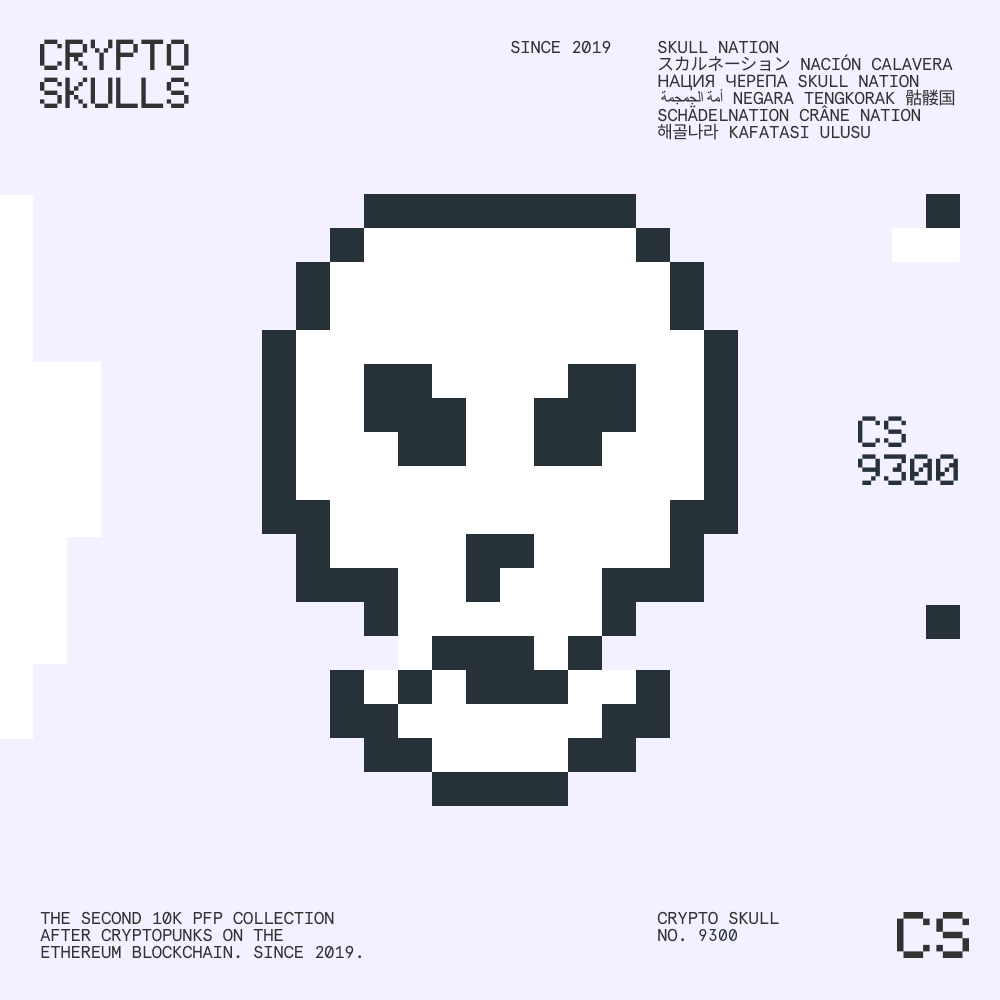 CRYPTO
SKULLS
SINCE 2019
SKULL NATION
スカルネーション NACIÓN CALAVERA
НАЦИЯ ЧЕРЕПА SKULL NATION
أمة الجمجمة NEGARA TENGKORAK 骷髅国
SCHÄDELNATION CRÂNE NATION
해골나라 KAFATASI ULUSU
CS
9300
THE SECOND 10K PFP COLLECTION
AFTER CRYPTOPUNKS ON THE
ETHEREUM BLOCKCHAIN. SINCE 2019.
CRYPTO SKULL
NO. 9300
CS